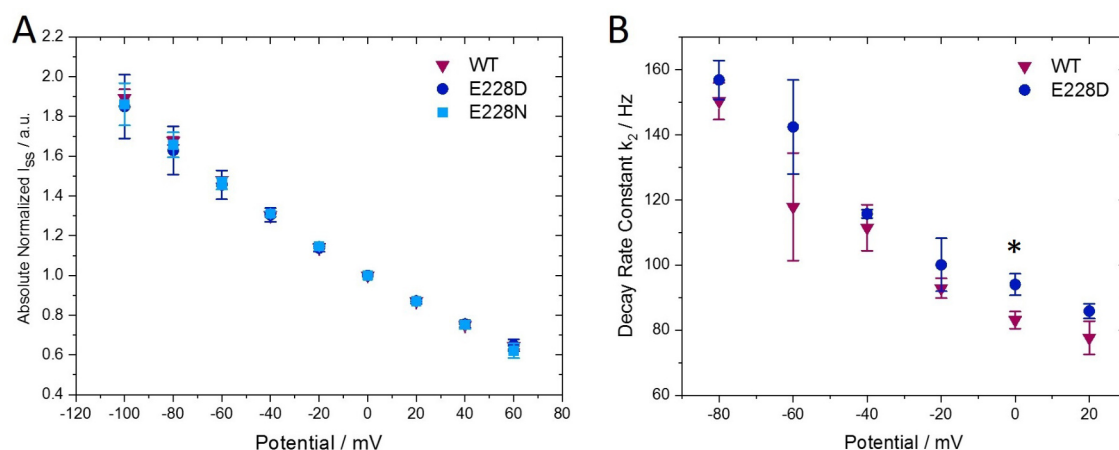 A
Absolute Normalized I_SS / a.u.
2.2
2.0
1.8
1.6
1.4
1.2
1.0
0.8
0.6
0.4
WT
E228D
E228N
-120 -100 -80 -60 -40 -20 0 20 40 60 80
Potential / mV
B
Decay Rate Constant k₂ / Hz
160
140
120
100
80
60
WT
E228D
*
-80 -60 -40 -20 0 20
Potential / mV